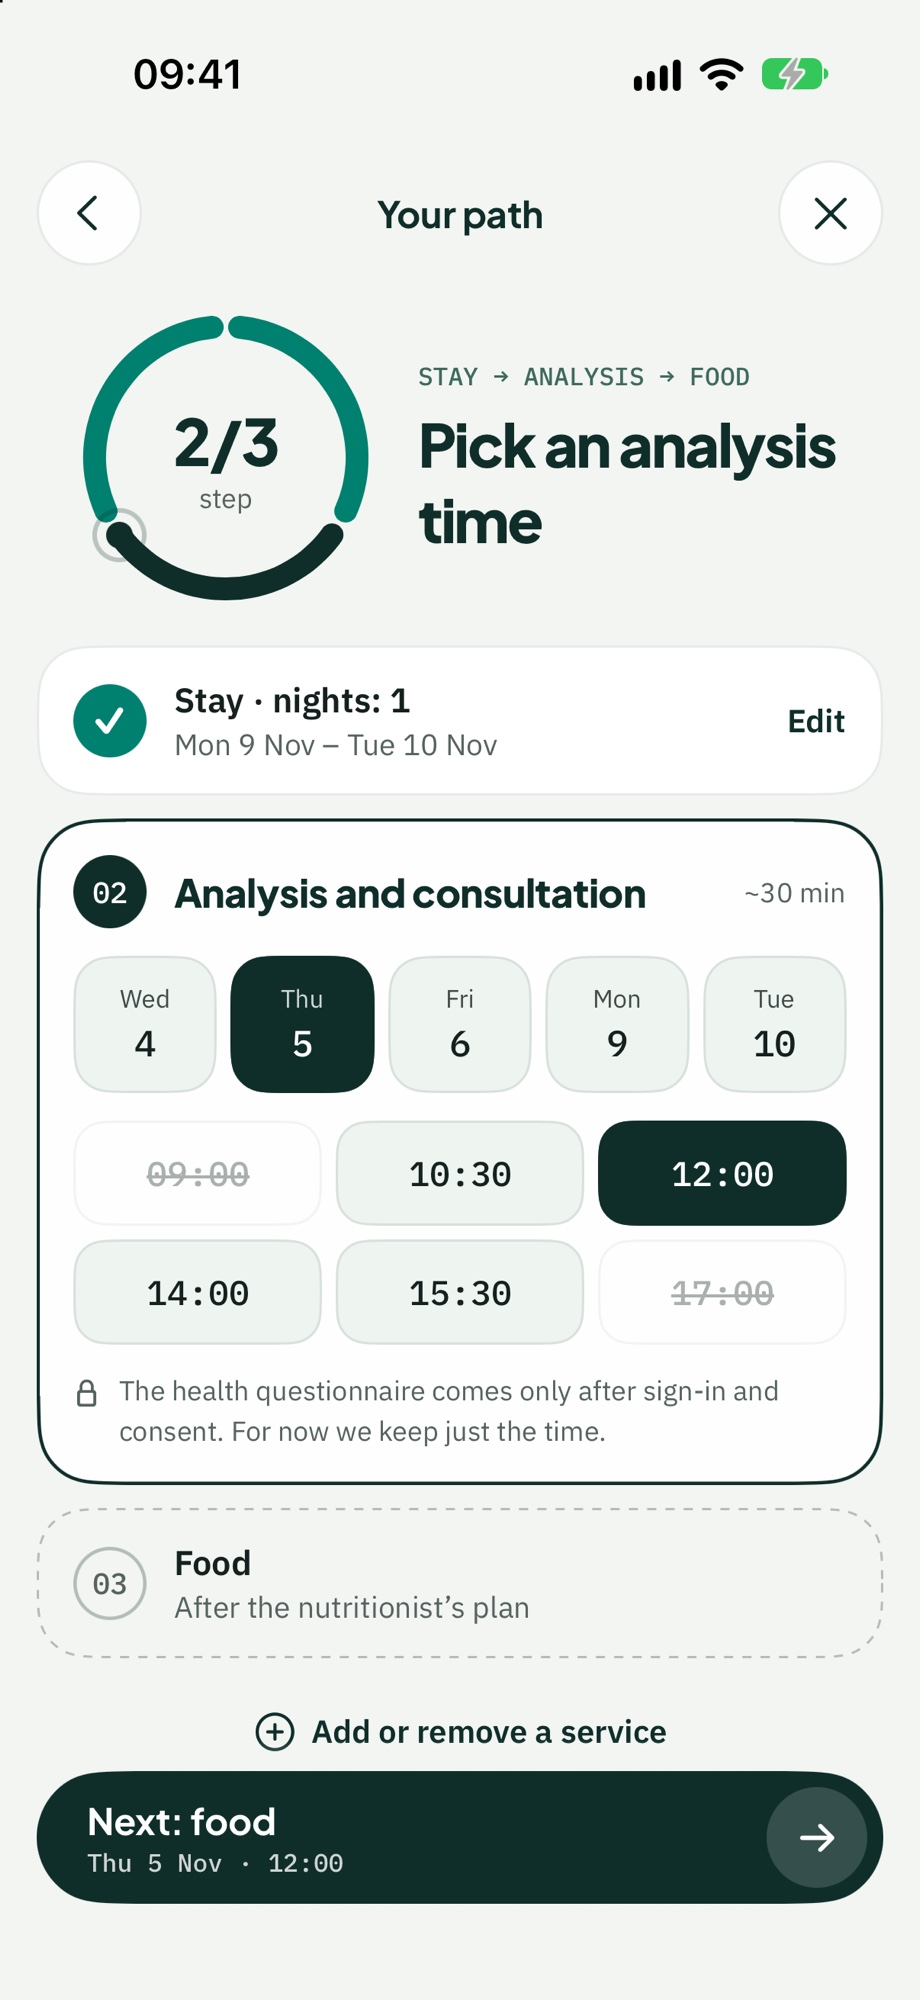 09:41
Your path
2/3
step
STAY → ANALYSIS → FOOD
Pick an analysis
time
Stay · nights: 1
Mon 9 Nov – Tue 10 Nov
Edit
02
Analysis and consultation
~30 min
Wed
4
Thu
5
Fri
6
Mon
9
Tue
10
09:00
10:30
12:00
14:00
15:30
17:00
The health questionnaire comes only after sign-in and
consent. For now we keep just the time.
03
Food
After the nutritionist’s plan
Add or remove a service
Next: food
Thu 5 Nov · 12:00